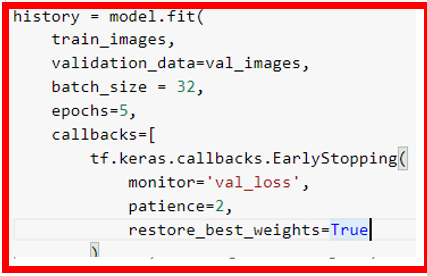 history = model.fit(
    train_images,
    validation_data=val_images,
    batch_size = 32,
    epochs=5,
    callbacks=[
        tf.keras.callbacks.EarlyStopping(
            monitor='val_loss',
            patience=2,
            restore_best_weights=True
        )